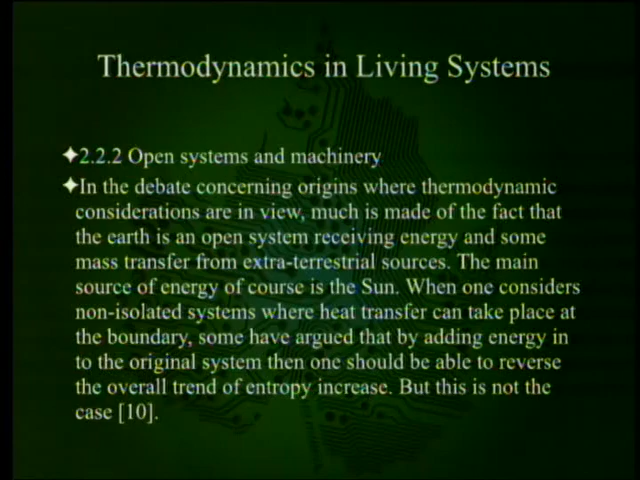 Thermodynamics in Living Systems
2.2.2 Open systems and machinery
In the debate concerning origins where thermodynamic
considerations are in view, much is made of the fact that
the earth is an open system receiving energy and some
mass transfer from extra-terrestrial sources. The main
source of energy of course is the Sun. When one considers
non-isolated systems where heat transfer can take place at
the boundary, some have argued that by adding energy in
to the original system then one should be able to reverse
the overall trend of entropy increase. But this is not the
case [10].